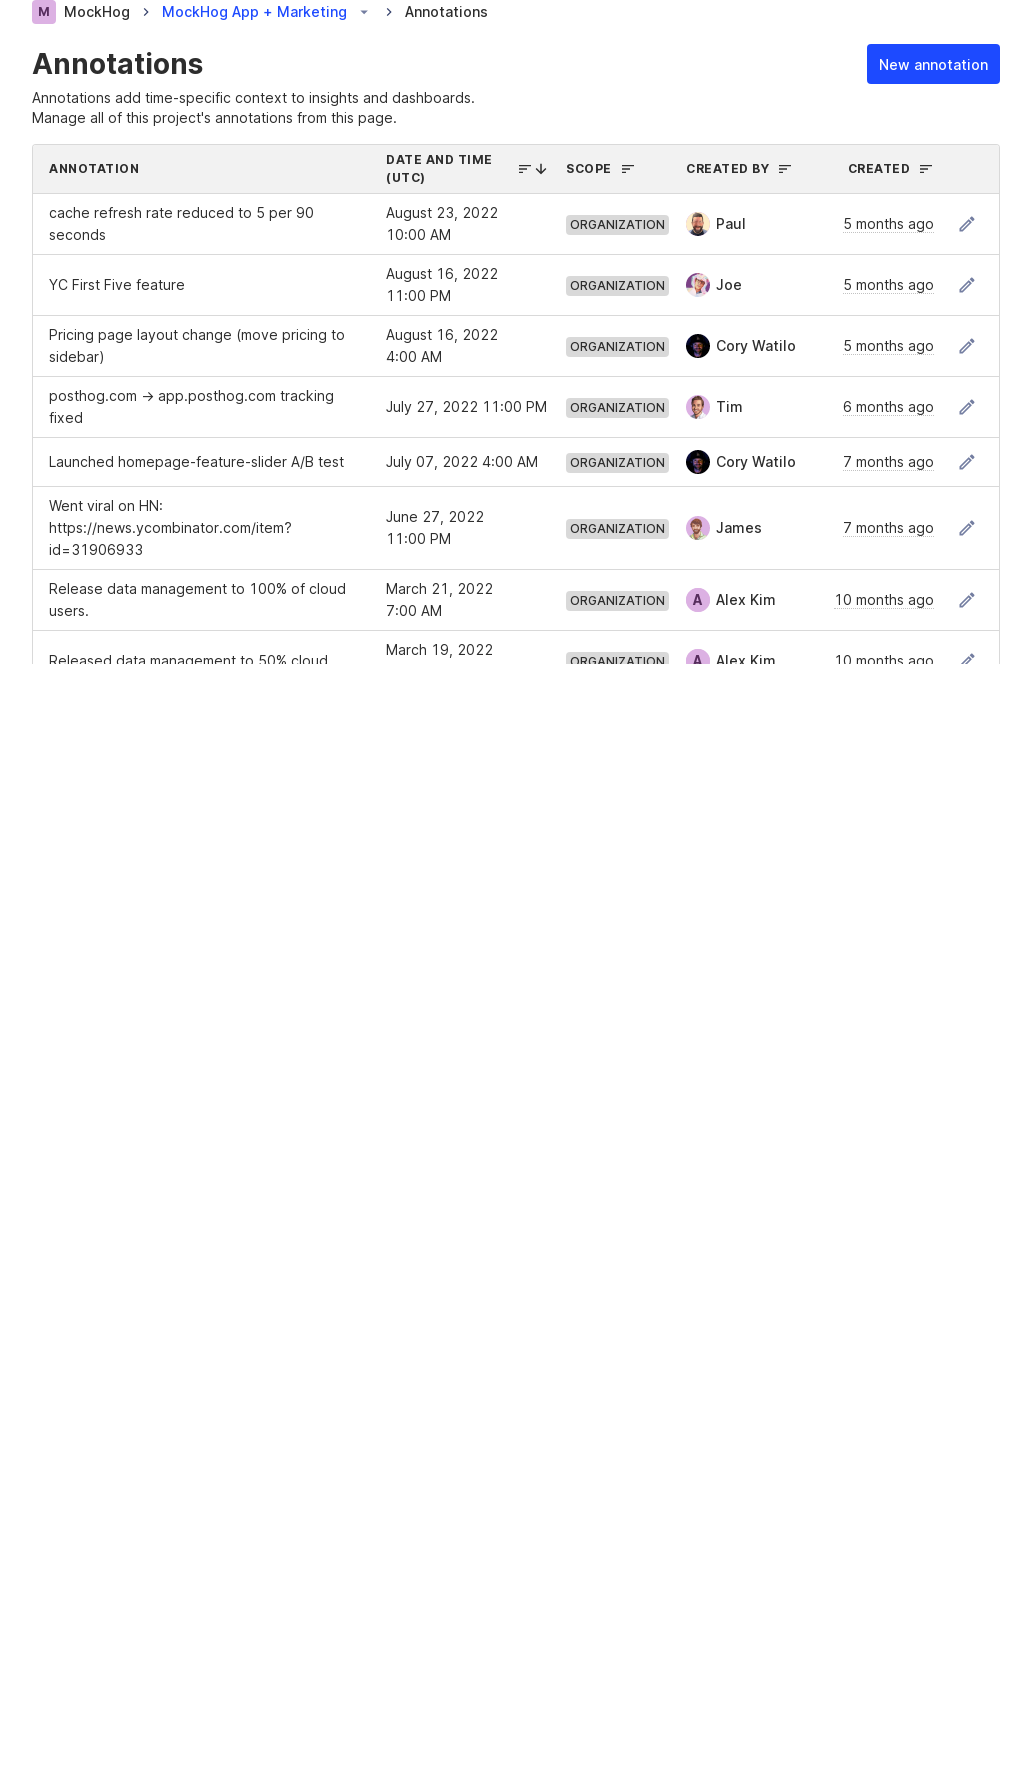 M MockHog > MockHog App + Marketing > Annotations
Annotations
New annotation
Annotations add time-specific context to insights and dashboards.
Manage all of this project's annotations from this page.
ANNOTATION DATE AND TIME (UTC) SCOPE CREATED BY CREATED
cache refresh rate reduced to 5 per 90
seconds
August 23, 2022
10:00 AM
ORGANIZATION Paul 5 months ago
YC First Five feature
August 16, 2022
11:00 PM
ORGANIZATION Joe 5 months ago
Pricing page layout change (move pricing to
sidebar)
August 16, 2022
4:00 AM
ORGANIZATION Cory Watilo 5 months ago
posthog.com → app.posthog.com tracking
fixed
July 27, 2022 11:00 PM ORGANIZATION Tim 6 months ago
Launched homepage-feature-slider A/B test July 07, 2022 4:00 AM ORGANIZATION Cory Watilo 7 months ago
Went viral on HN:
https://news.ycombinator.com/item?
id=31906933
June 27, 2022
11:00 PM
ORGANIZATION James 7 months ago
Release data management to 100% of cloud
users.
March 21, 2022
7:00 AM
ORGANIZATION A Alex Kim 10 months ago
Released data management to 50% cloud
March 19, 2022
ORGANIZATION A Alex Kim 10 months ago